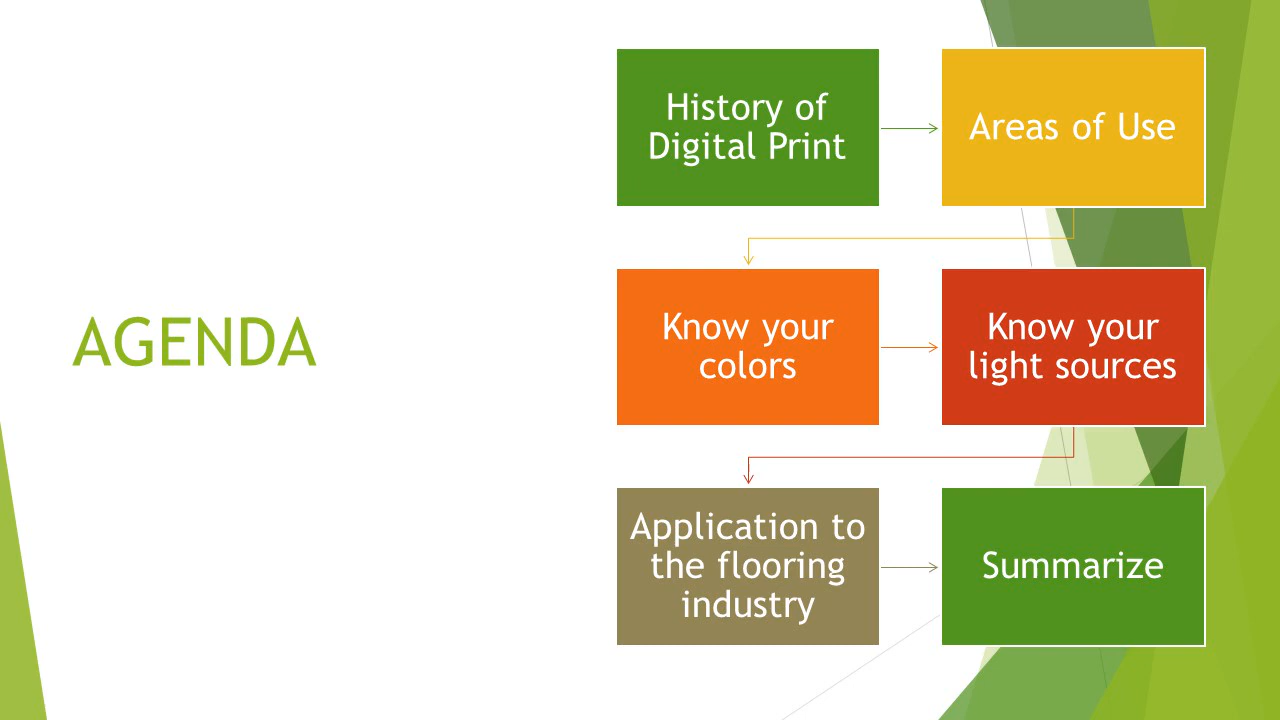 AGENDA
History of
Digital Print
Areas of Use
Know your
colors
Know your
light sources
Application to
the flooring
industry
Summarize